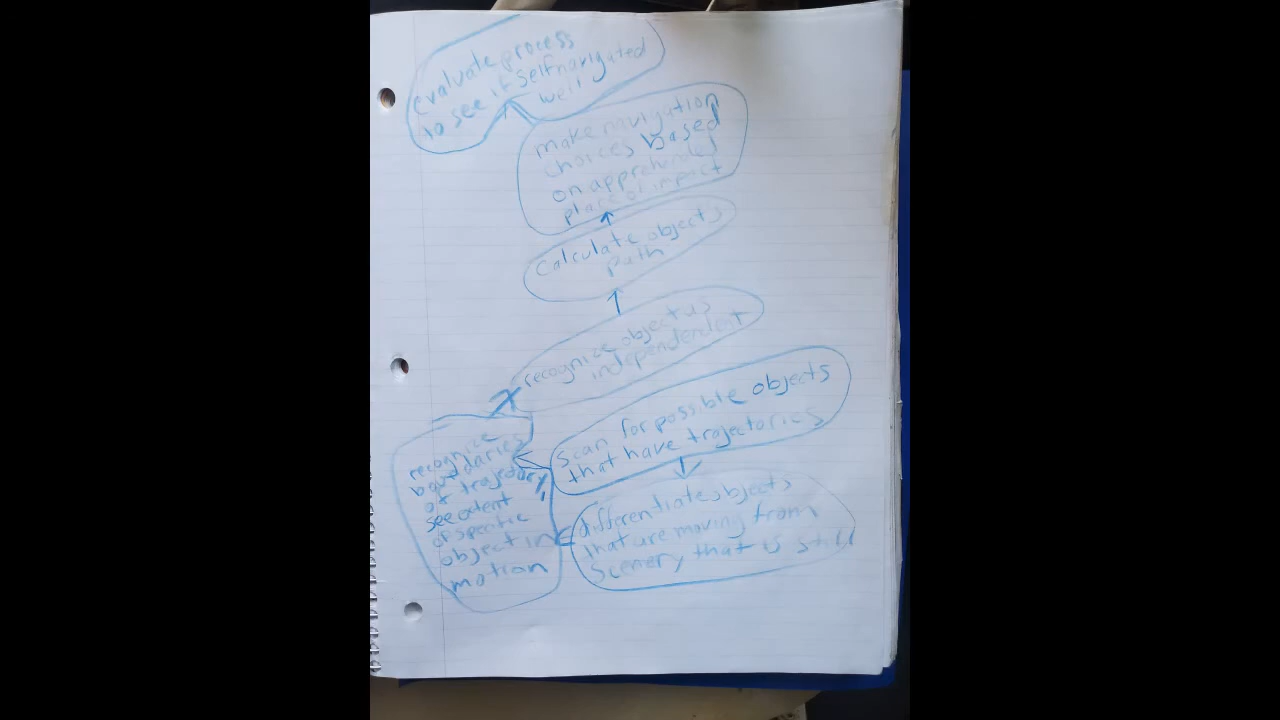 evaluate process
to see if self navigated
well
make navigation
choices based
on apprehended
place of impact
Calculate objects
path
recognize object as
independent
Scan for possible objects
that have trajectories
recognize
boundaries
of trajectory,
see extent
of specific
object in
motion
differentiate objects
that are moving from
Scenery that is still